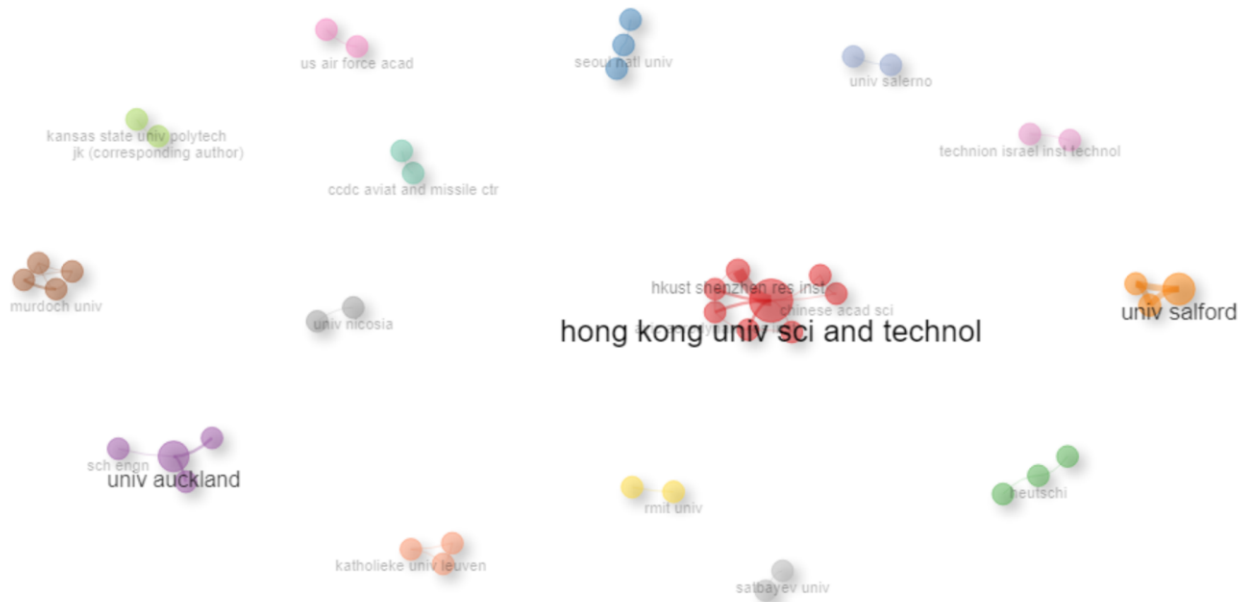 us air force acad
seoul natl univ
univ salerno
kansas state univ polytech
jk (corresponding author)
technion israel inst technol
ccdc aviat and missile ctr
murdoch univ
hkust shenzhen res inst
chinese acad sci
univ nicosia
hong kong univ sci and technol
univ salford
sch engn
univ auckland
heutschi
rmit univ
katholieke univ leuven
satbayev univ